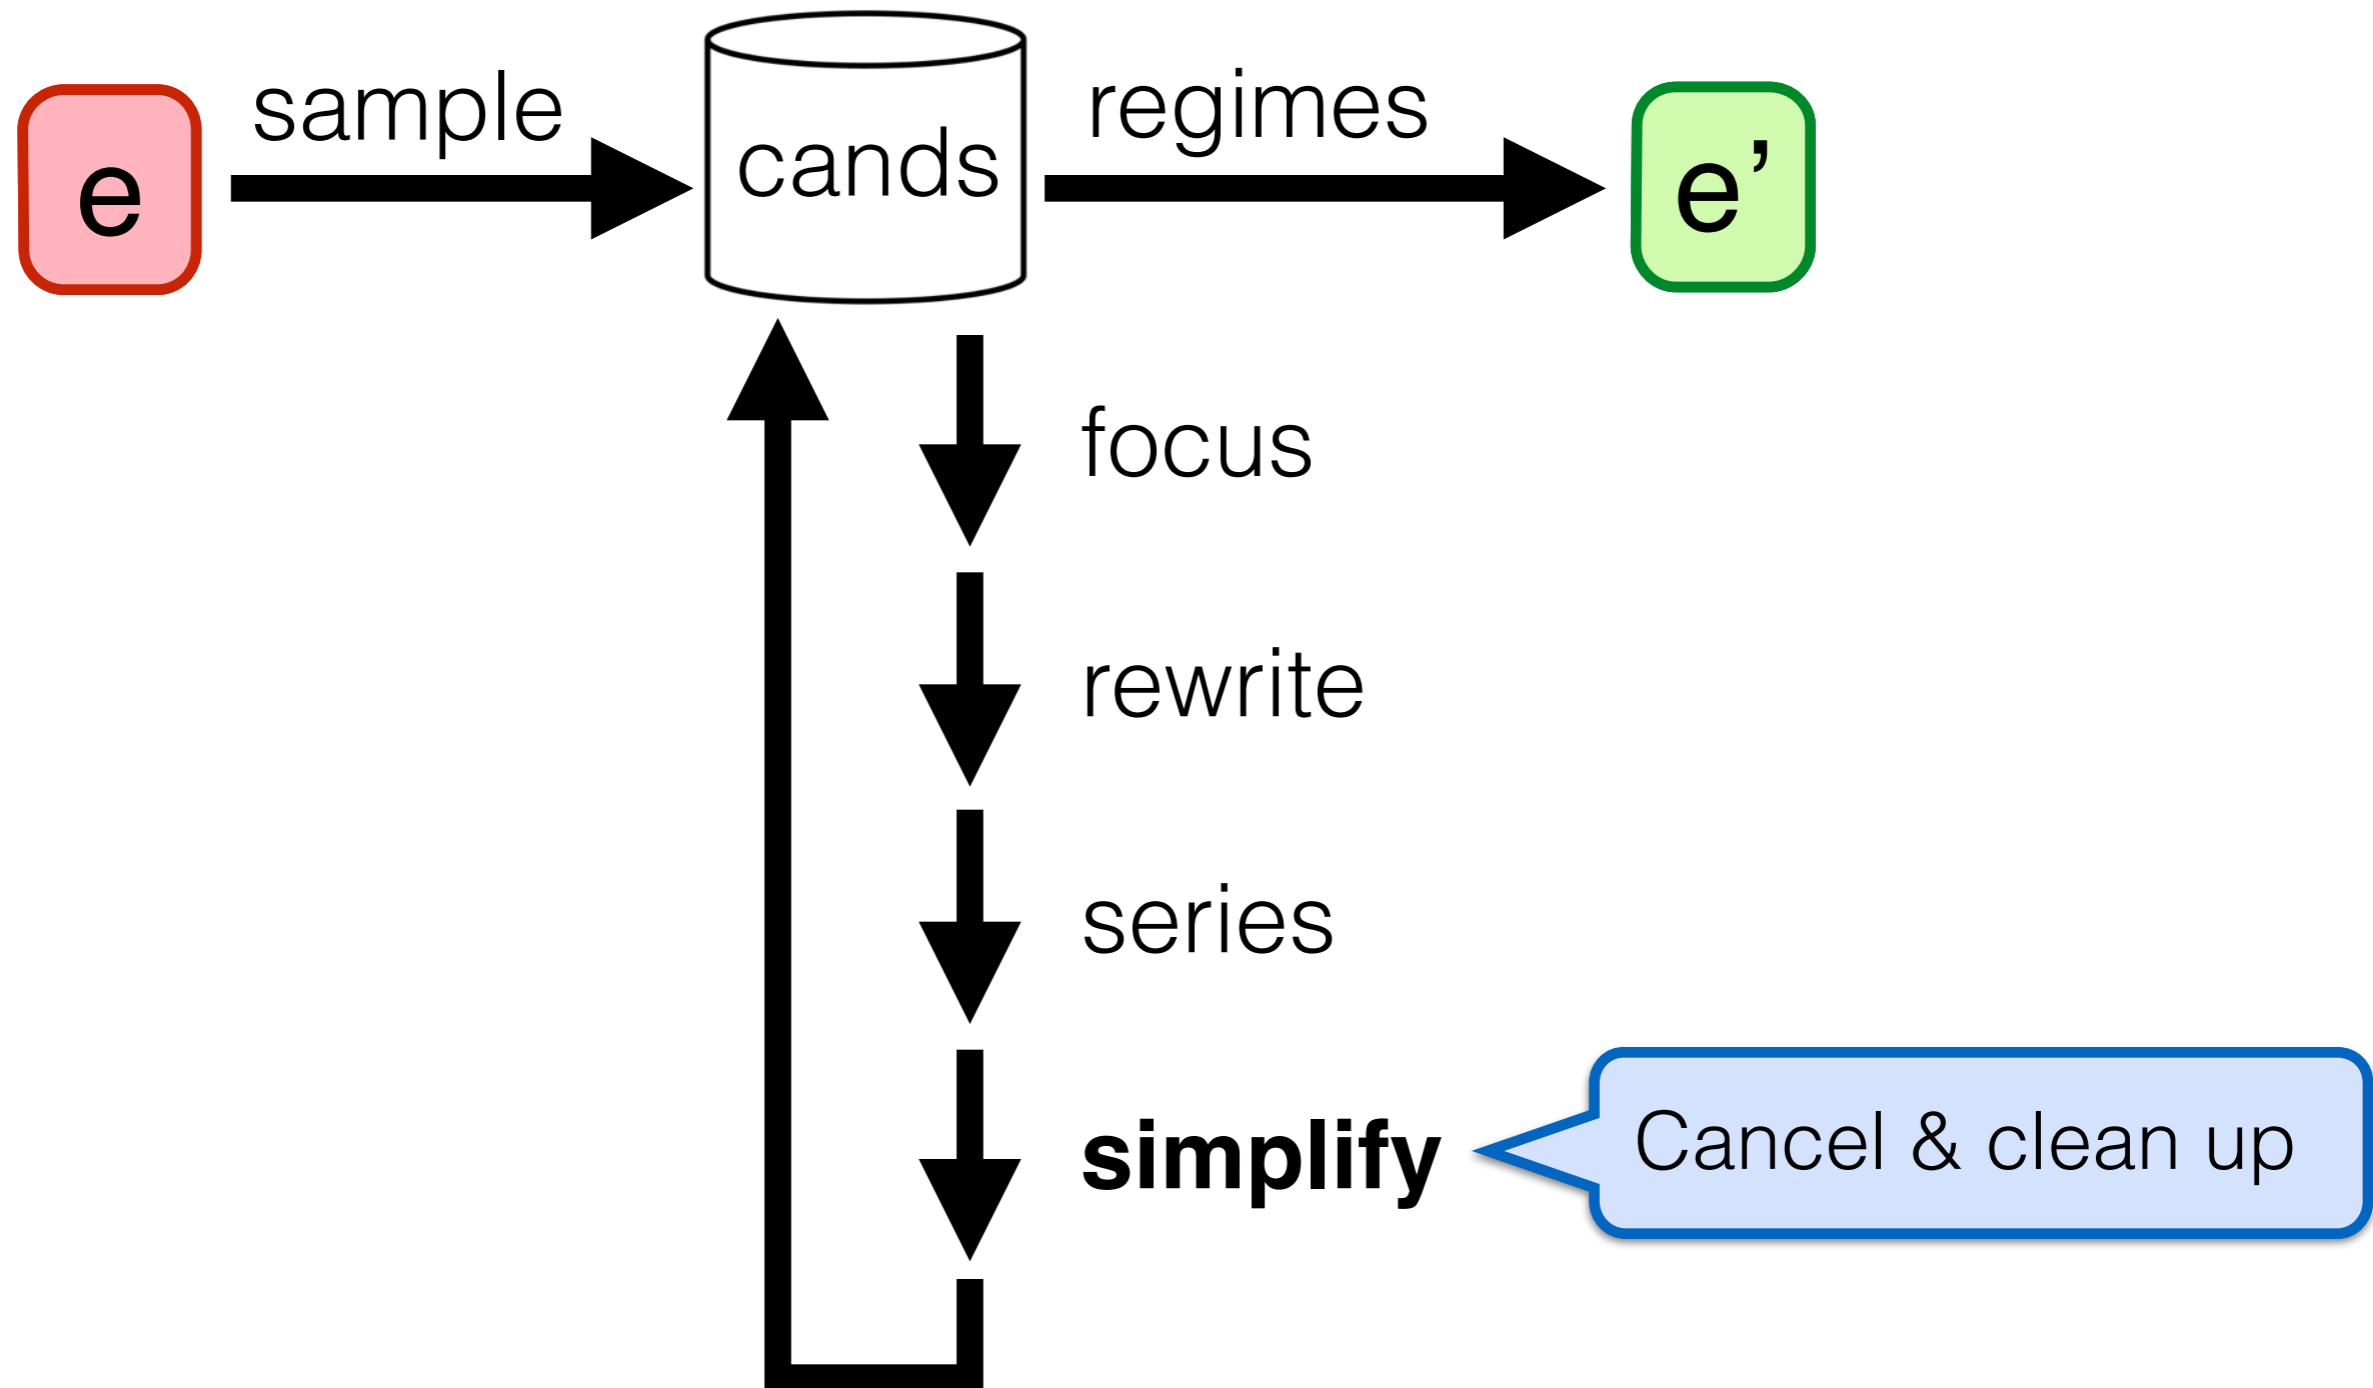 e
sample
cands
regimes
e’
focus
rewrite
series
simplify
Cancel & clean up